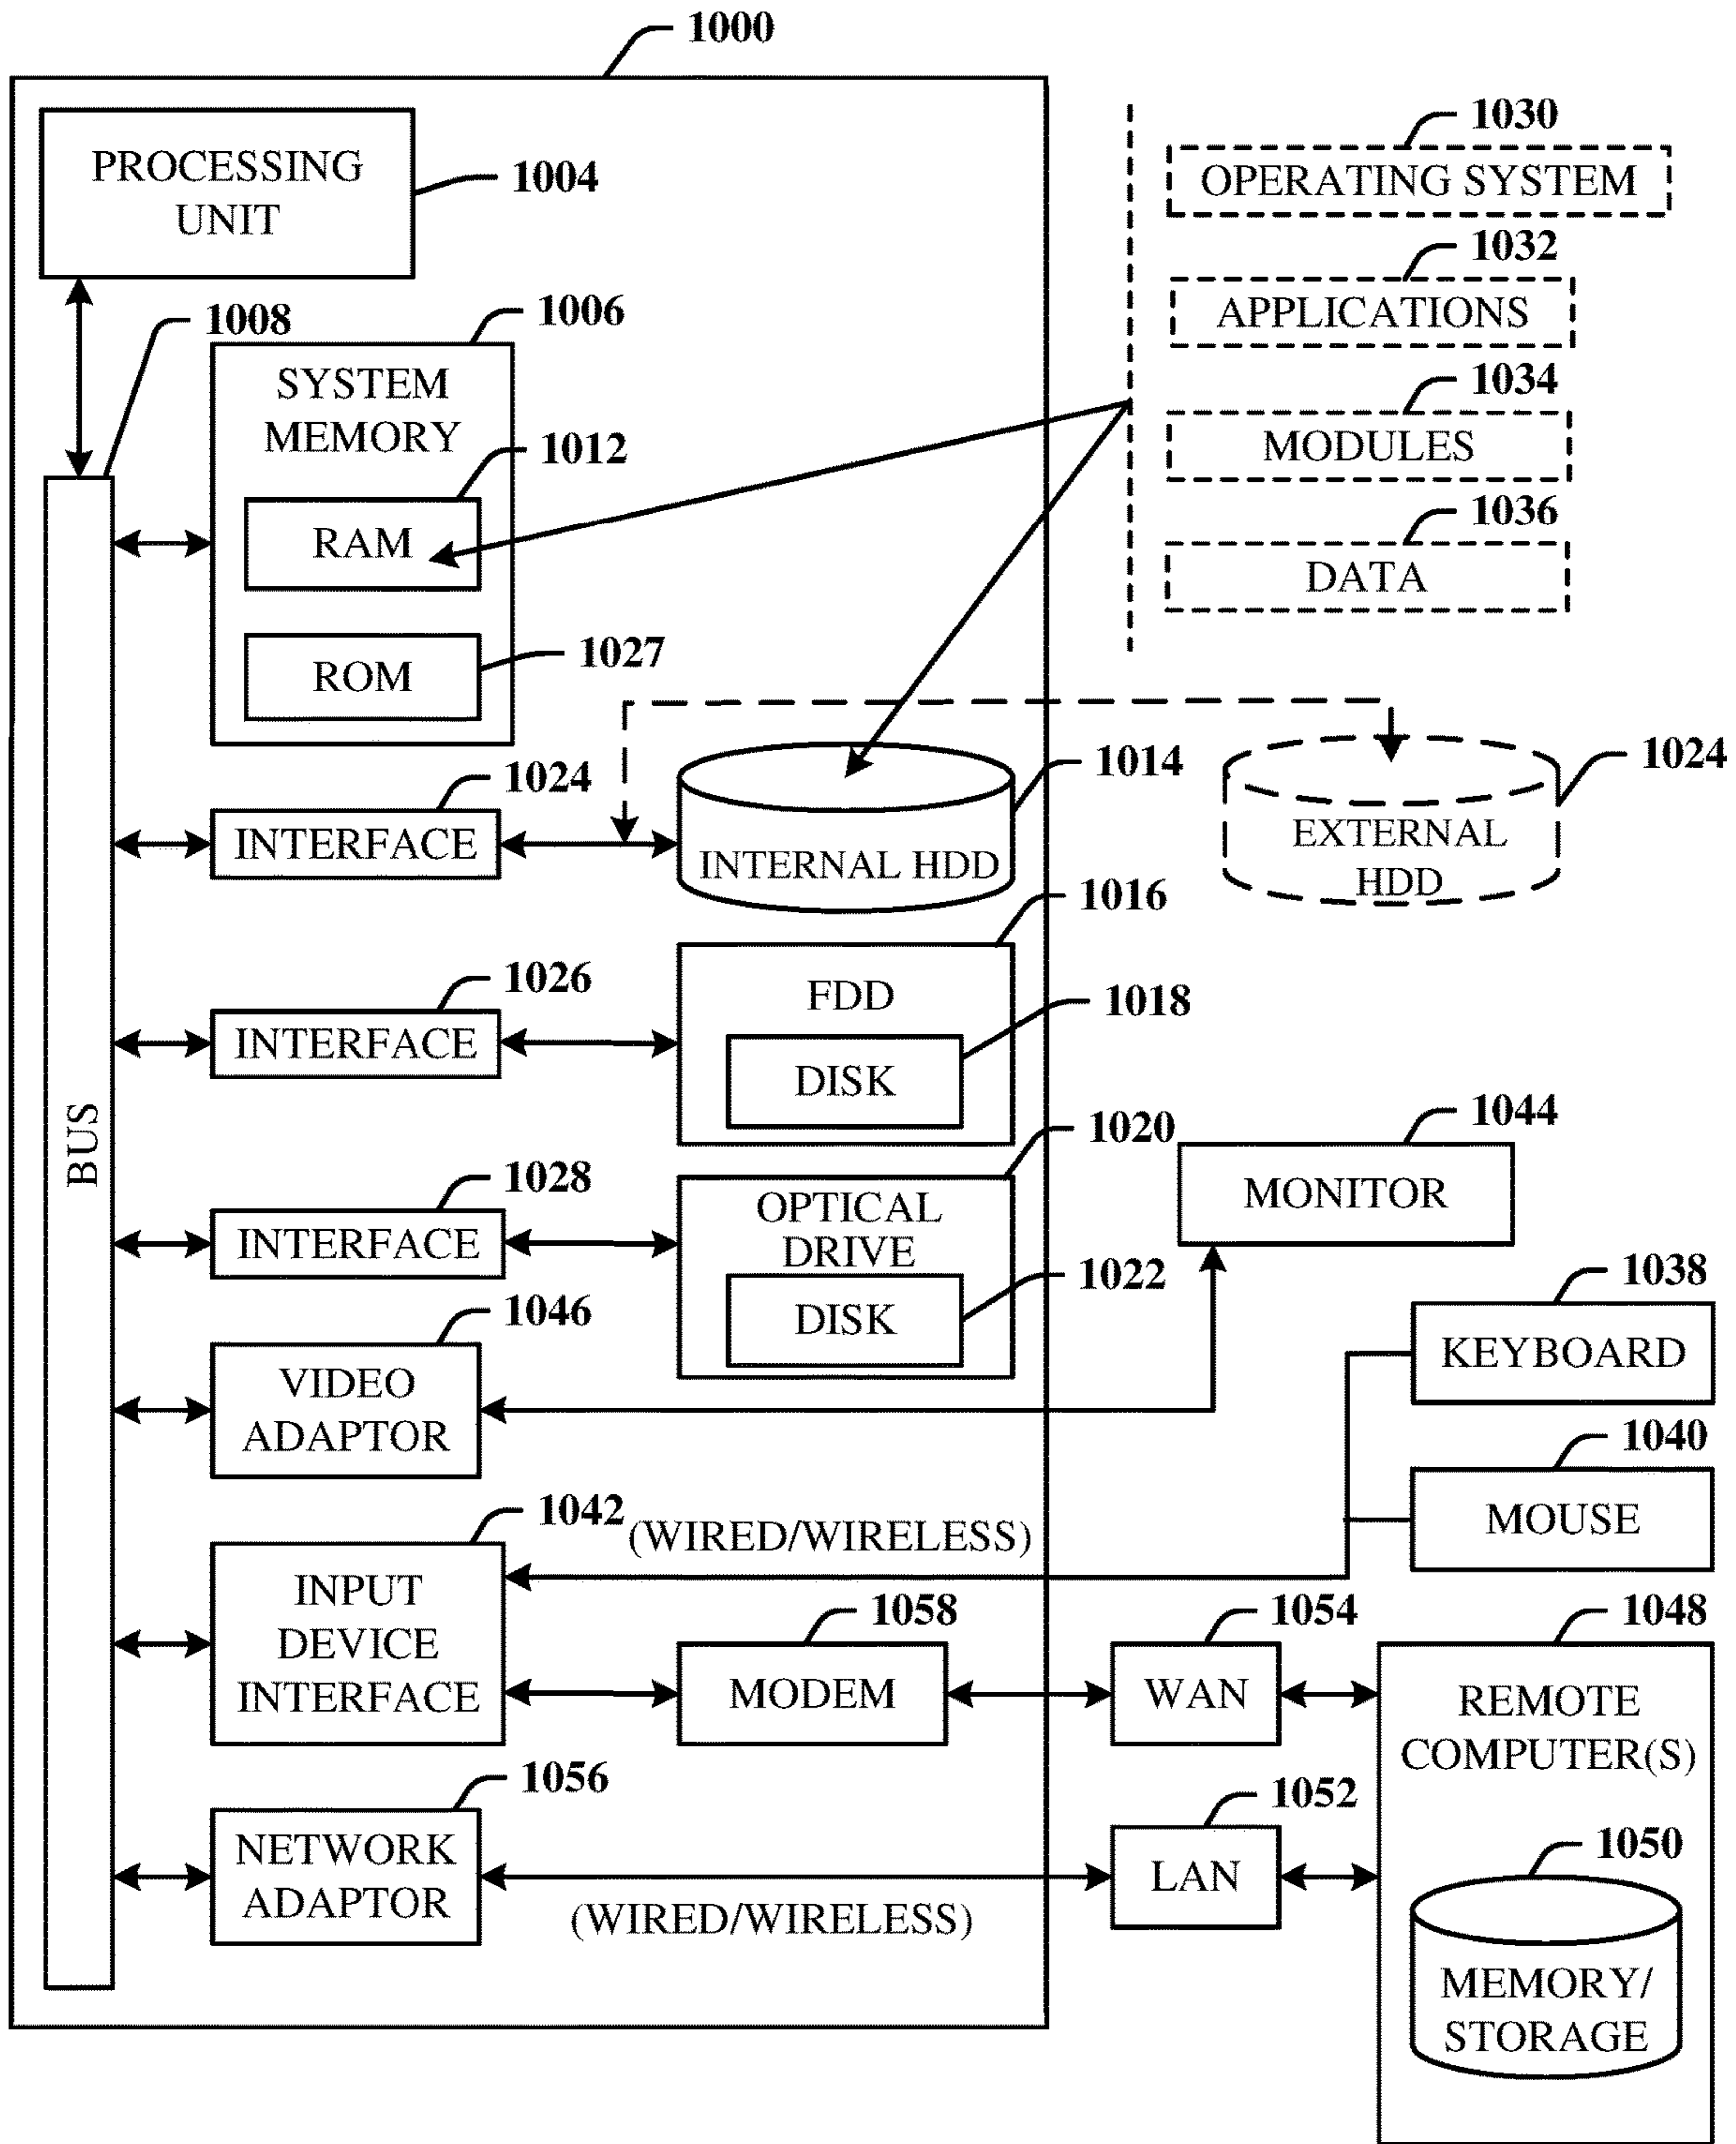 1000
PROCESSING
UNIT
1004
1030
OPERATING SYSTEM
1032
APPLICATIONS
1034
MODULES
1036
DATA
1008
1006
SYSTEM
MEMORY
1012
RAM
1027
ROM
1024
INTERFACE
1014
INTERNAL HDD
1024
EXTERNAL
HDD
1026
INTERFACE
1016
FDD
1018
DISK
BUS
1028
INTERFACE
1020
OPTICAL
DRIVE
1022
DISK
1044
MONITOR
1046
VIDEO
ADAPTOR
1038
KEYBOARD
1040
MOUSE
1042
(WIRED/WIRELESS)
INPUT
DEVICE
INTERFACE
1058
MODEM
1054
WAN
1048
REMOTE
COMPUTER(S)
1056
NETWORK
ADAPTOR
(WIRED/WIRELESS)
1052
LAN
1050
MEMORY/
STORAGE